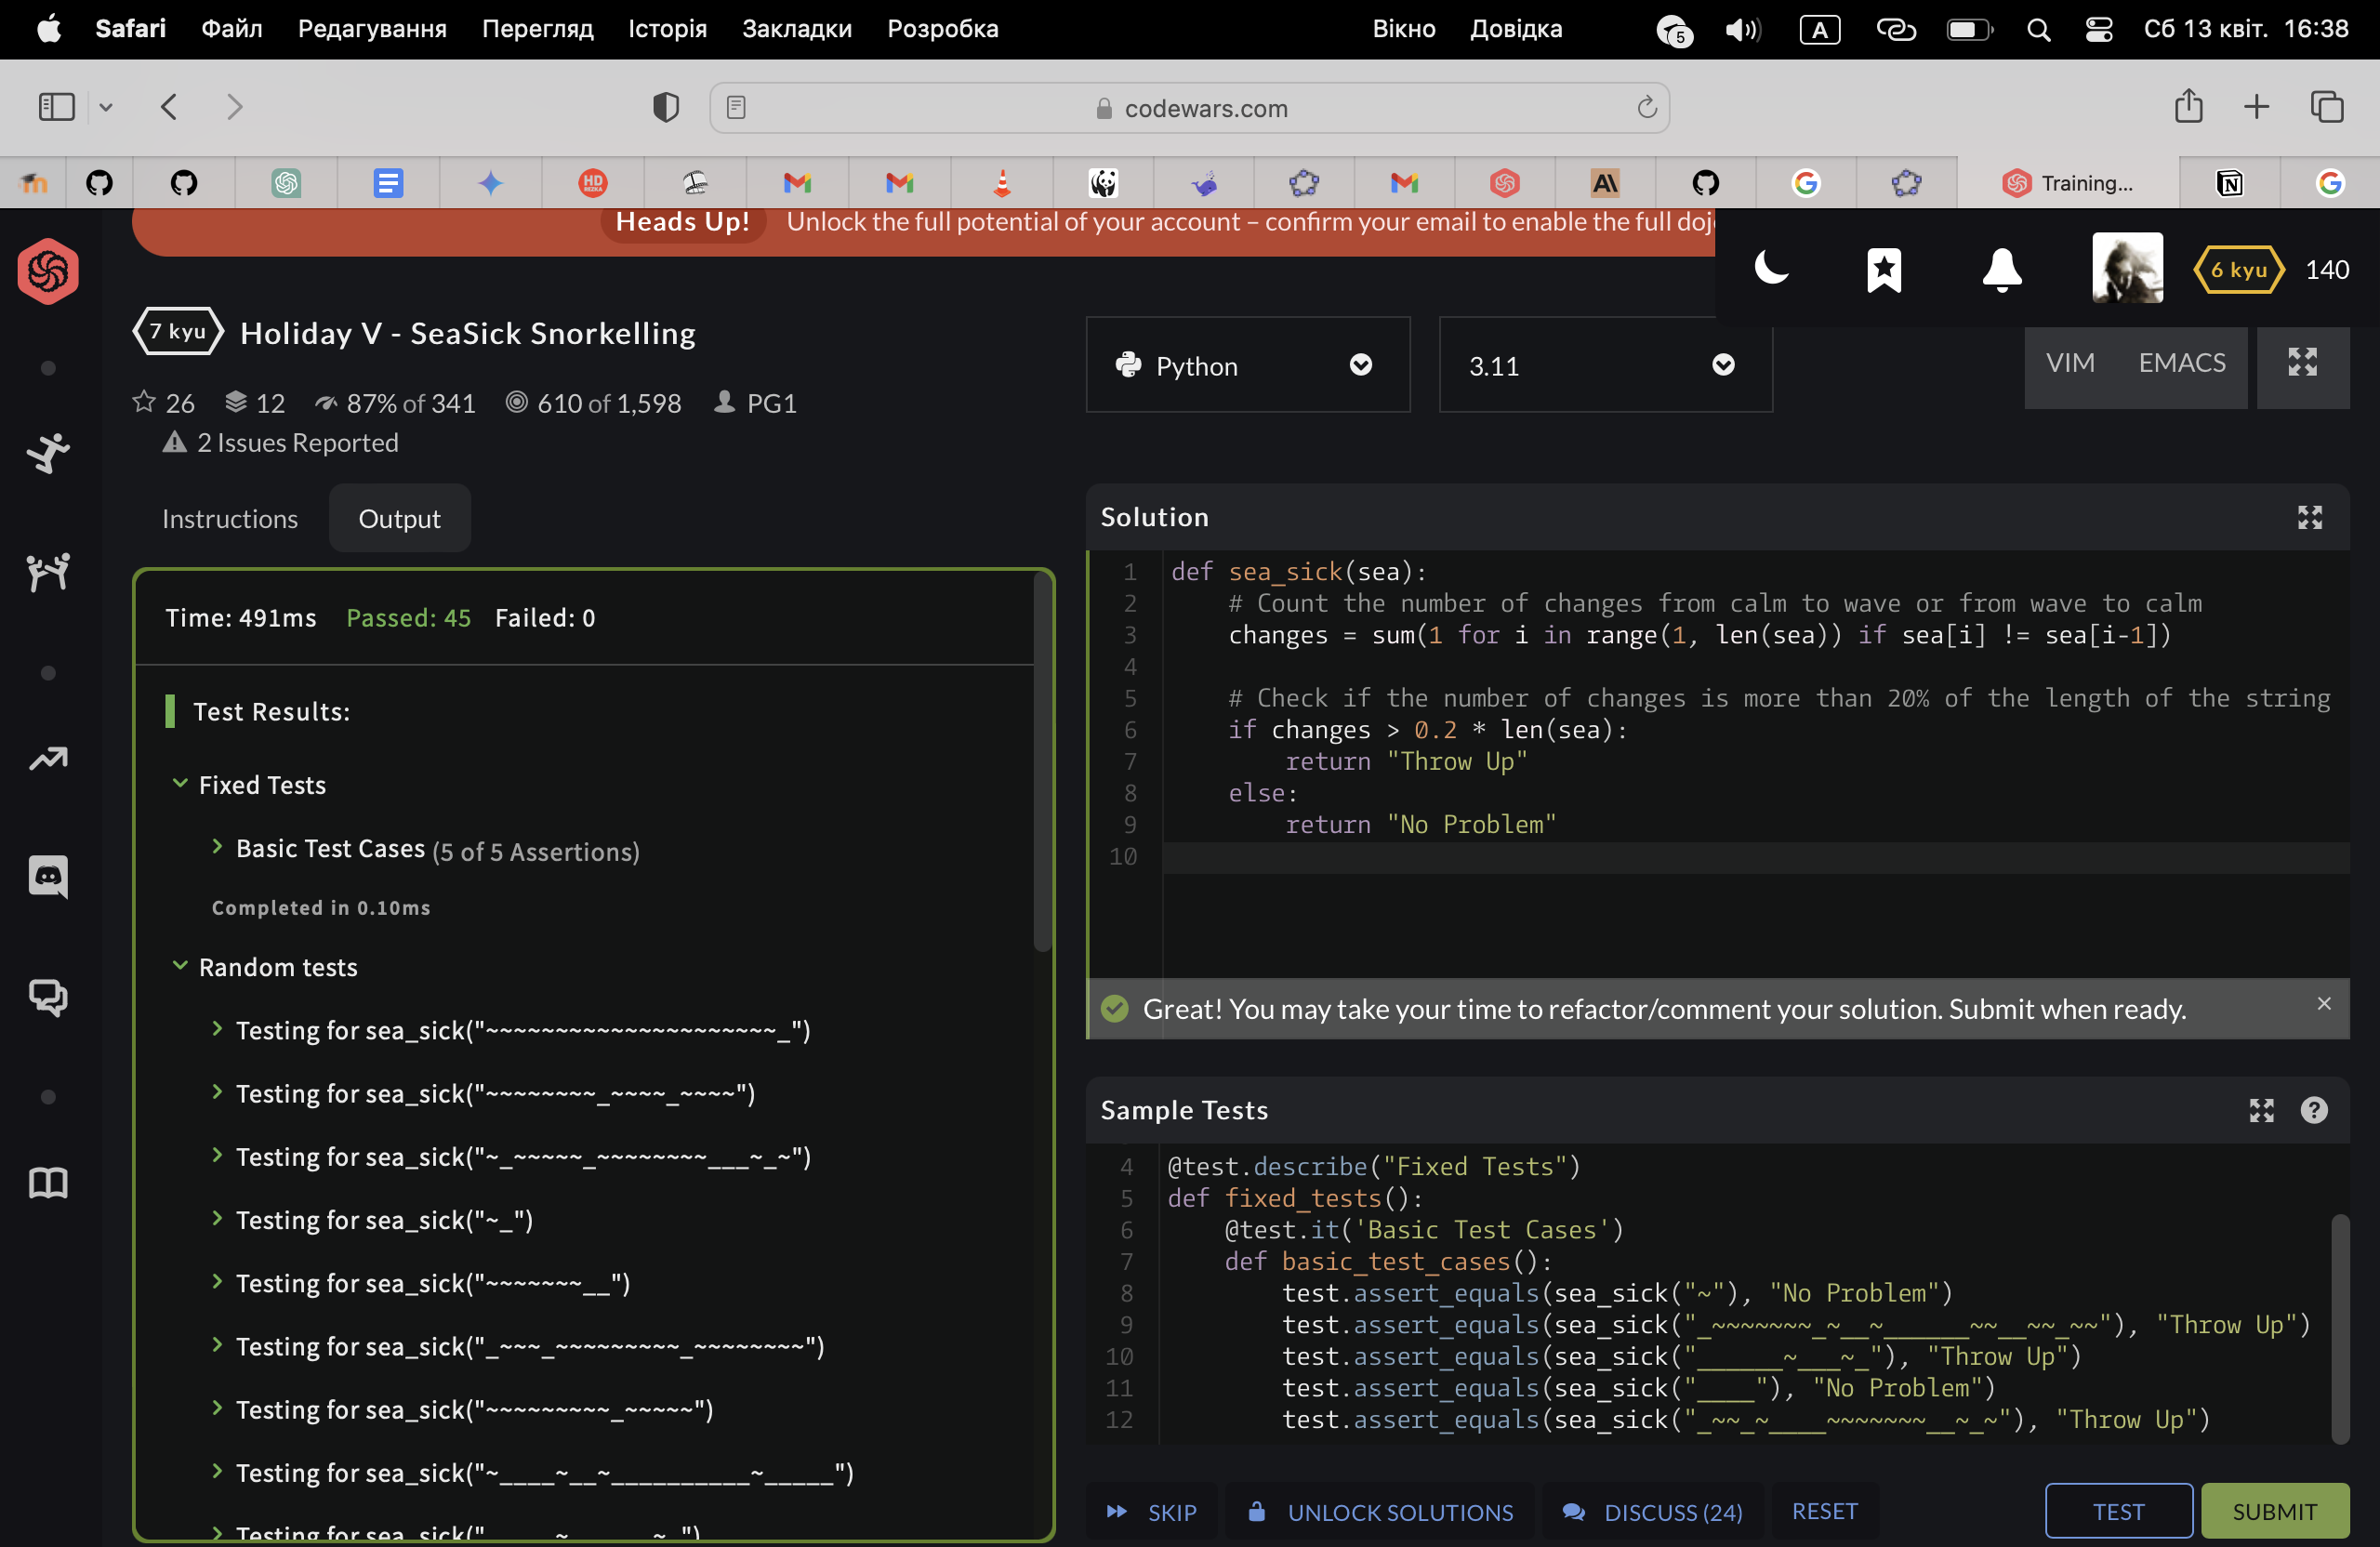 Safari Файл Редагування Перегляд Історія Закладки Розробка Вікно Довідка 5 A Сб 13 квіт. 16:38
codewars.com
Training...
Heads Up! Unlock the full potential of your account – confirm your email to enable the full
6 kyu 140
7 kyu Holiday V - SeaSick Snorkelling
26 12 87% of 341 610 of 1,598 PG1
2 Issues Reported
Python 3.11 VIM EMACS
Instructions Output
Time: 491ms Passed: 45 Failed: 0
Test Results:
Fixed Tests
Basic Test Cases (5 of 5 Assertions)
Completed in 0.10ms
Random tests
Testing for sea_sick("~~~~~~~~~~~~~~~~~~~~~_")
Testing for sea_sick("~~~~~~~~_~~~~_~~~~")
Testing for sea_sick("~_~~~~~_~~~~~~~~___~_~")
Testing for sea_sick("~_")
Testing for sea_sick("~~~~~~~__")
Testing for sea_sick("_~~~_~~~~~~~~~_~~~~~~~~")
Testing for sea_sick("~~~~~~~~~_~~~~~")
Testing for sea_sick("~____~__~__________~_____")
Solution
1 def sea_sick(sea):
2 # Count the number of changes from calm to wave or from wave to calm
3 changes = sum(1 for i in range(1, len(sea)) if sea[i] != sea[i-1])
4
5 # Check if the number of changes is more than 20% of the length of the string
6 if changes > 0.2 * len(sea):
7 return "Throw Up"
8 else:
9 return "No Problem"
10
Great! You may take your time to refactor/comment your solution. Submit when ready.
Sample Tests
4 @test.describe("Fixed Tests")
5 def fixed_tests():
6 @test.it('Basic Test Cases')
7 def basic_test_cases():
8 test.assert_equals(sea_sick("~"), "No Problem")
9 test.assert_equals(sea_sick("_~~~~~~~_~__~______~~__~~_~~"), "Throw Up")
10 test.assert_equals(sea_sick("______~___~_"), "Throw Up")
11 test.assert_equals(sea_sick("____"), "No Problem")
12 test.assert_equals(sea_sick("_~~_~____~~~~~~~__~_~"), "Throw Up")
SKIP UNLOCK SOLUTIONS DISCUSS (24) RESET TEST SUBMIT